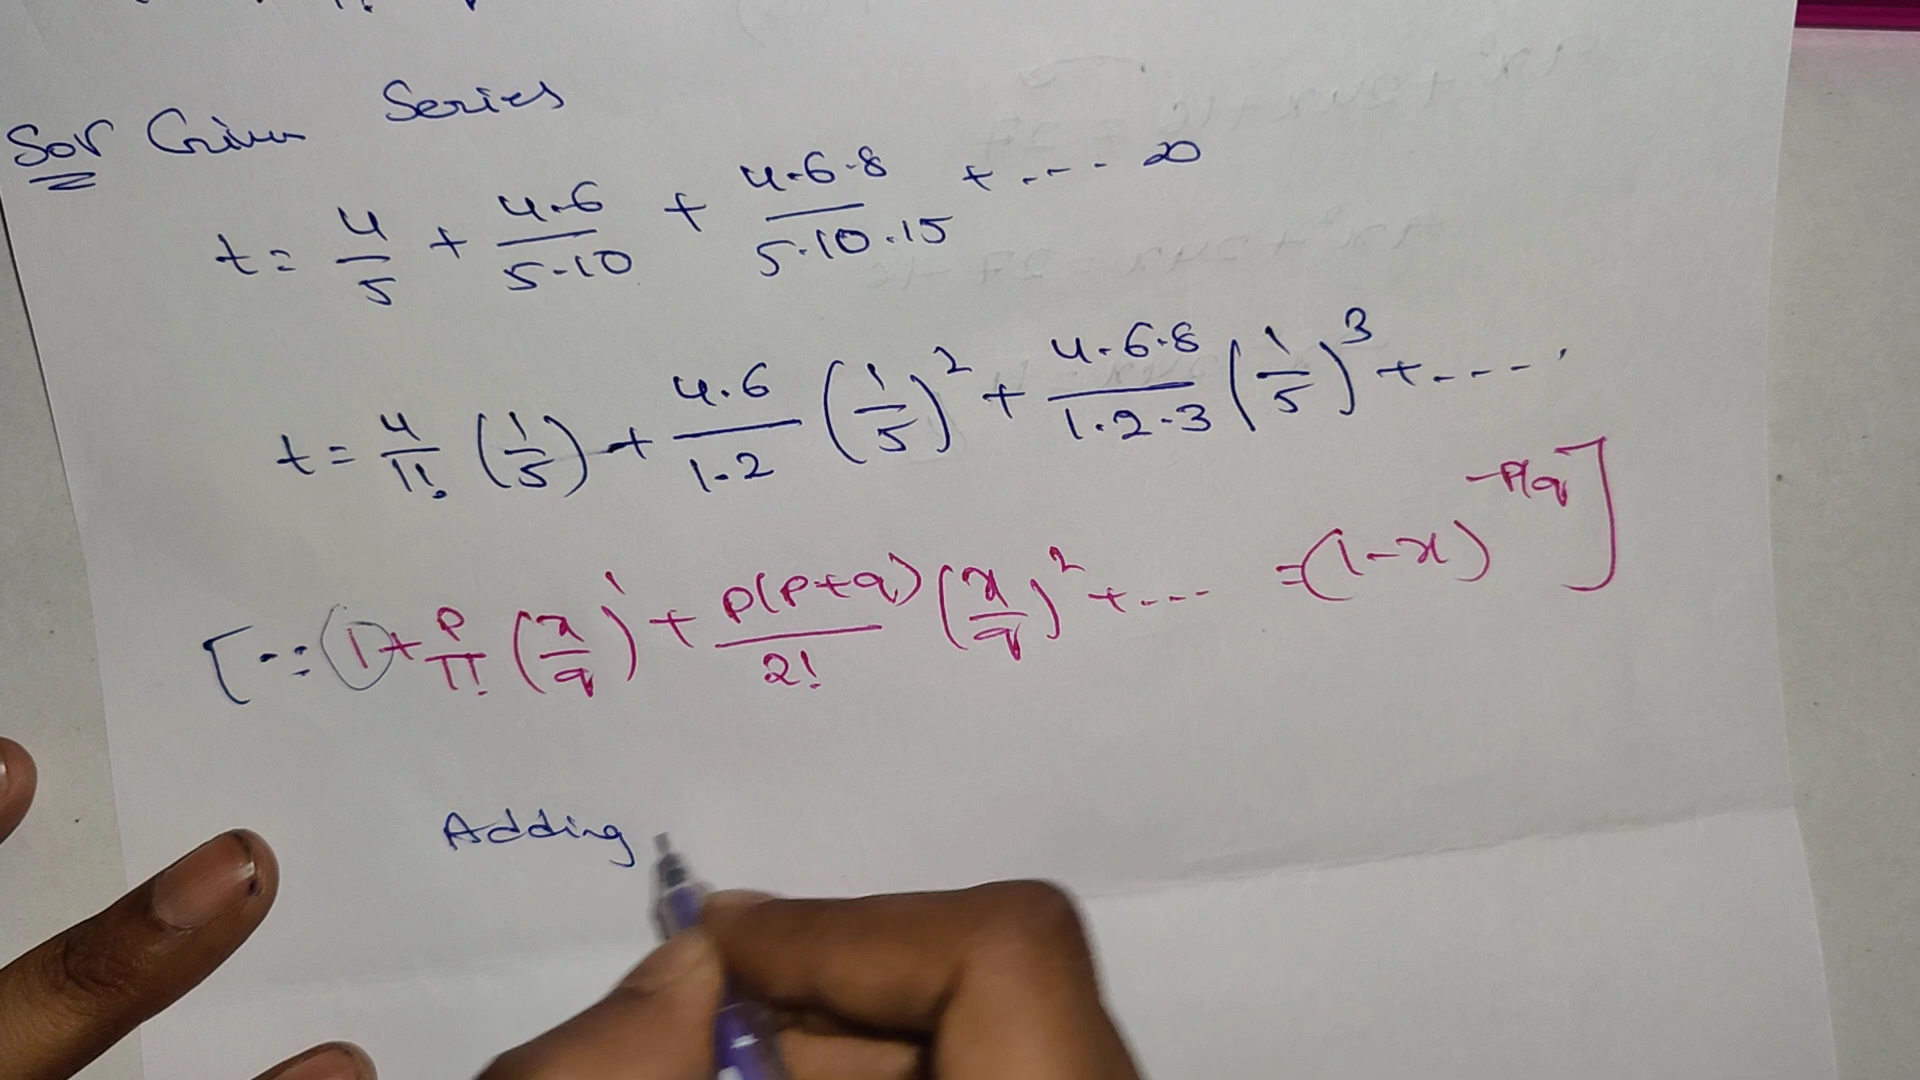 Sol Given Series
t = 4/5 + 4·6/5·10 + 4·6·8/5·10·15 + ---- ∞
t = 4/1! (1/5) + 4·6/1·2 (1/5)^2 + 4·6·8/1·2·3 (1/5)^3 + ----
[∵ 1 + p/1! (x/q)^1 + p(p+q)/2! (x/q)^2 + ---- = (1-x)^-p/q]
Adding